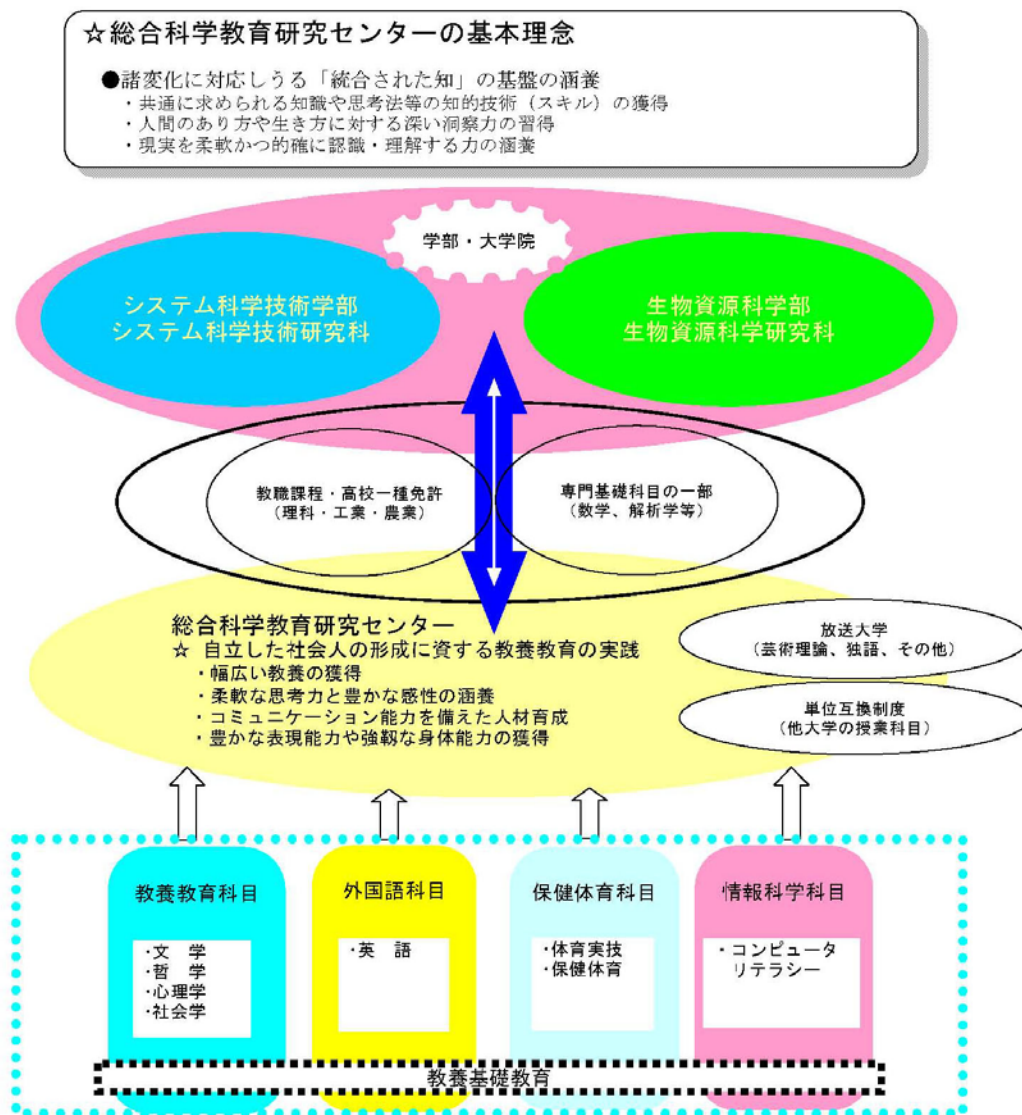 ☆総合科学教育研究センターの基本理念
●諸変化に対応しうる「統合された知」の基盤の涵養
・共通に求められる知識や思考法等の知的技術（スキル）の獲得
・人間のあり方や生き方に対する深い洞察力の習得
・現実を柔軟かつ的確に認識・理解する力の涵養
学部・大学院
システム科学技術学部
システム科学技術研究科
生物資源科学部
生物資源科学研究科
教職課程・高校一種免許
（理科・工業・農業）
専門基礎科目の一部
（数学、解析学等）
総合科学教育研究センター
☆ 自立した社会人の形成に資する教養教育の実践
・幅広い教養の獲得
・柔軟な思考力と豊かな感性の涵養
・コミュニケーション能力を備えた人材育成
・豊かな表現能力や強靱な身体能力の獲得
放送大学
（芸術理論、独語、その他）
単位互換制度
（他大学の授業科目）
教養教育科目
・文　学
・哲　学
・心理学
・社会学
外国語科目
・英　語
保健体育科目
・体育実技
・保健体育
情報科学科目
・コンピュータ
リテラシー
教養基礎教育